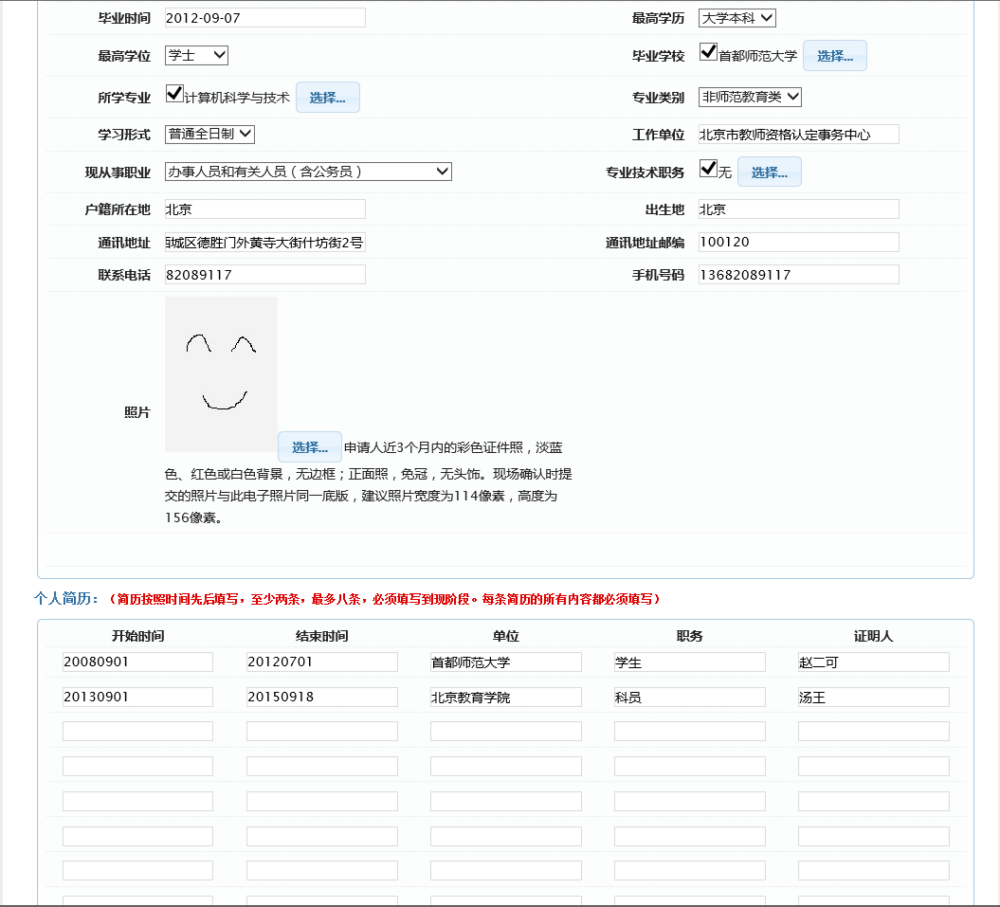 毕业时间 2012-09-07 最高学历 大学本科
最高学位 学士 毕业学校 首都师范大学 选择...
所学专业 计算机科学与技术 选择... 专业类别 非师范教育类
学习形式 普通全日制 工作单位 北京市教师资格认定事务中心
现从事职业 办事人员和有关人员（含公务员） 专业技术职务 无 选择...
户籍所在地 北京 出生地 北京
通讯地址 城区德胜门外黄寺大街什坊街2号 通讯地址邮编 100120
联系电话 82089117 手机号码 13682089117
照片
选择... 申请人近3个月内的彩色证件照，淡蓝
色、红色或白色背景，无边框；正面照，免冠，无头饰。现场确认时提
交的照片与此电子照片同一底版，建议照片宽度为114像素，高度为
156像素。
个人简历：（简历按照时间先后填写，至少两条，最多八条，必须填写到现阶段。每条简历的所有内容都必须填写）
开始时间 结束时间 单位 职务 证明人
20080901 20120701 首都师范大学 学生 赵二可
20130901 20150918 北京教育学院 科员 汤王